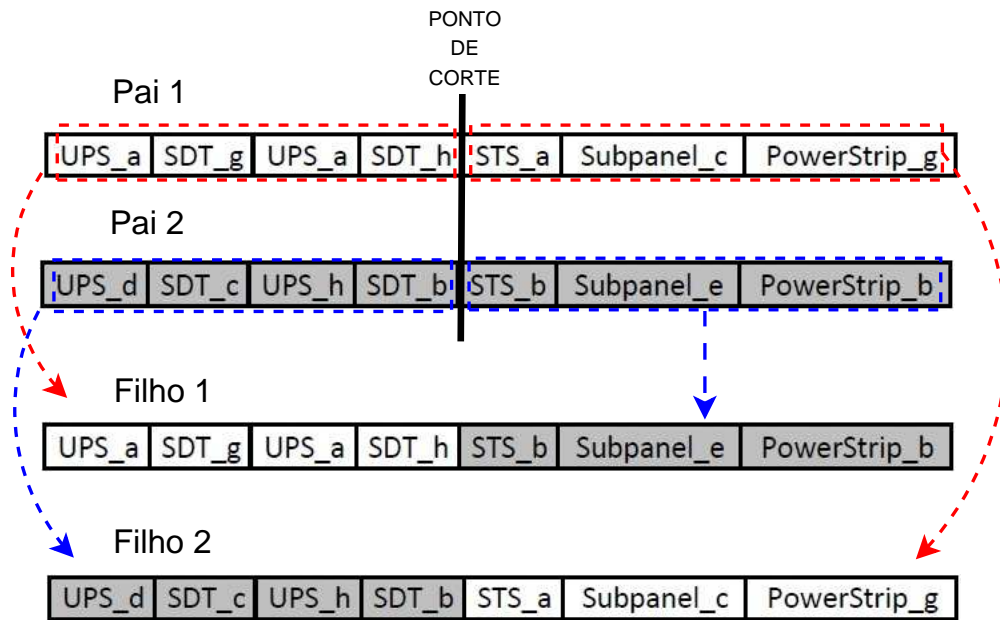 PONTO
DE
CORTE
Pai 1
UPS_a SDT_g UPS_a SDT_h STS_a Subpanel_c PowerStrip_g
Pai 2
UPS_d SDT_c UPS_h SDT_b STS_b Subpanel_e PowerStrip_b
Filho 1
UPS_a SDT_g UPS_a SDT_h STS_b Subpanel_e PowerStrip_b
Filho 2
UPS_d SDT_c UPS_h SDT_b STS_a Subpanel_c PowerStrip_g